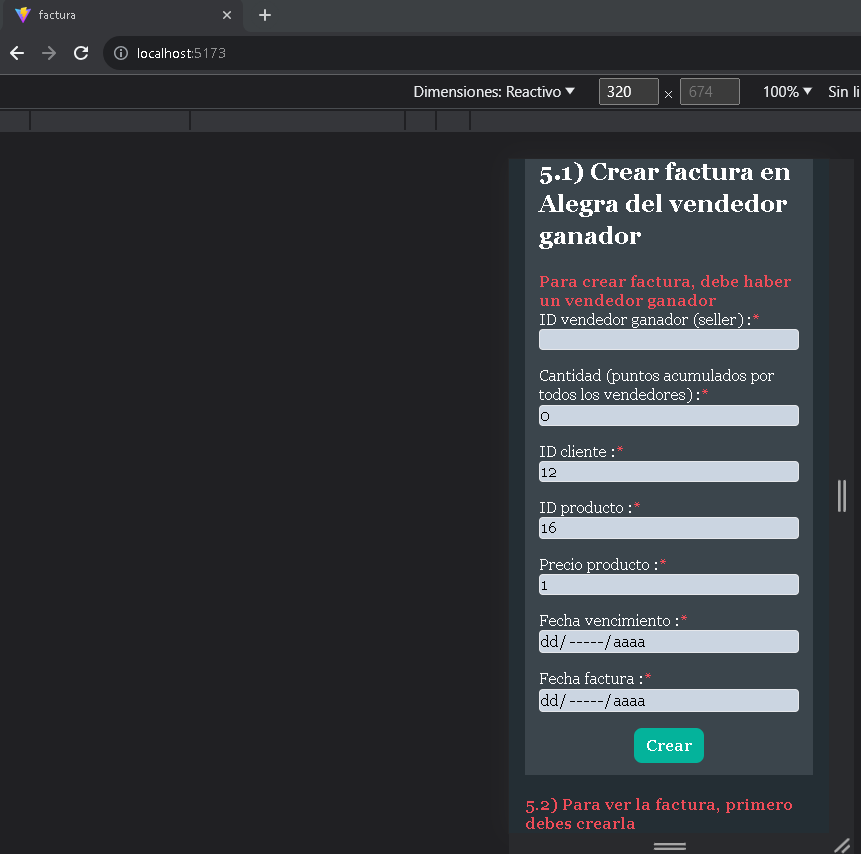 factura
localhost:5173
Dimensiones: Reactivo 320 × 674 100% Sin li
5.1) Crear factura en
Alegra del vendedor
ganador
Para crear factura, debe haber
un vendedor ganador
ID vendedor ganador (seller) :*
Cantidad (puntos acumulados por
todos los vendedores) :*
0
ID cliente :*
12
ID producto :*
16
Precio producto :*
1
Fecha vencimiento :*
dd/-----/aaaa
Fecha factura :*
dd/-----/aaaa
Crear
5.2) Para ver la factura, primero
debes crearla